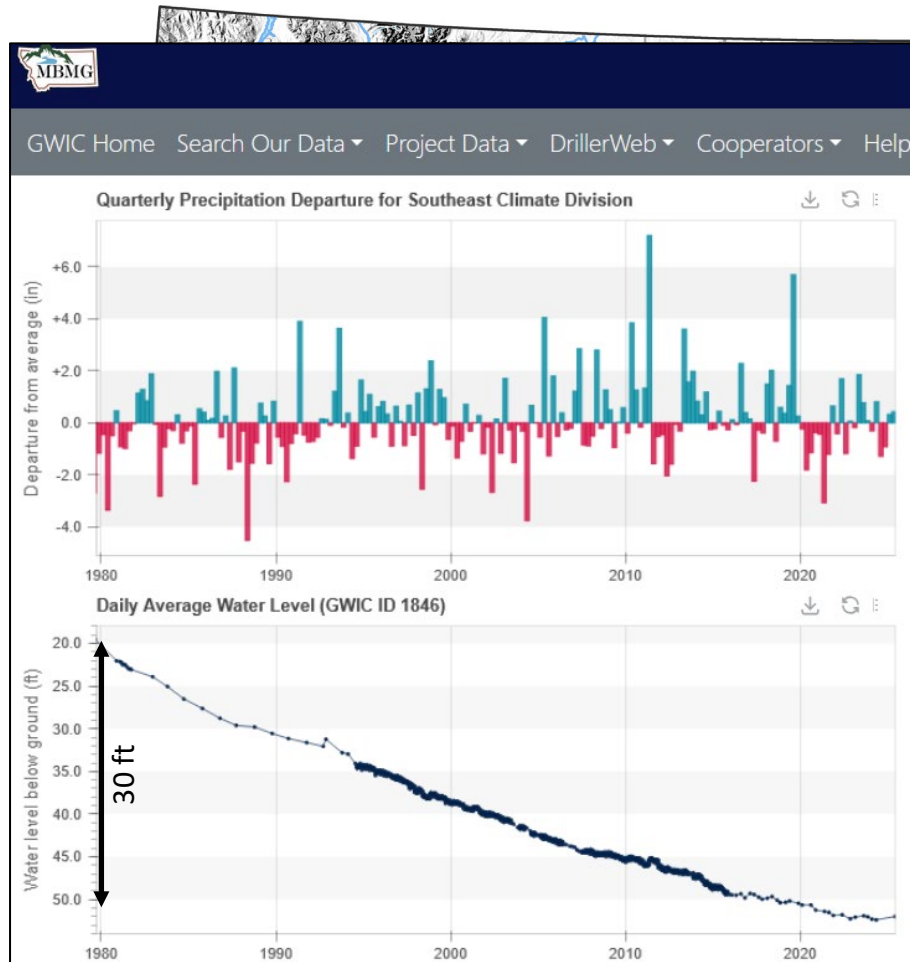 MBMG
GWIC Home Search Our Data Project Data DrillerWeb Cooperators Help
Quarterly Precipitation Departure for Southeast Climate Division
Departure from average (in)
+6.0
+4.0
+2.0
0.0
-2.0
-4.0
1980 1990 2000 2010 2020
Daily Average Water Level (GWIC ID 1846)
Water level below ground (ft)
20.0
25.0
30.0
35.0
40.0
45.0
50.0
30 ft
1980 1990 2000 2010 2020